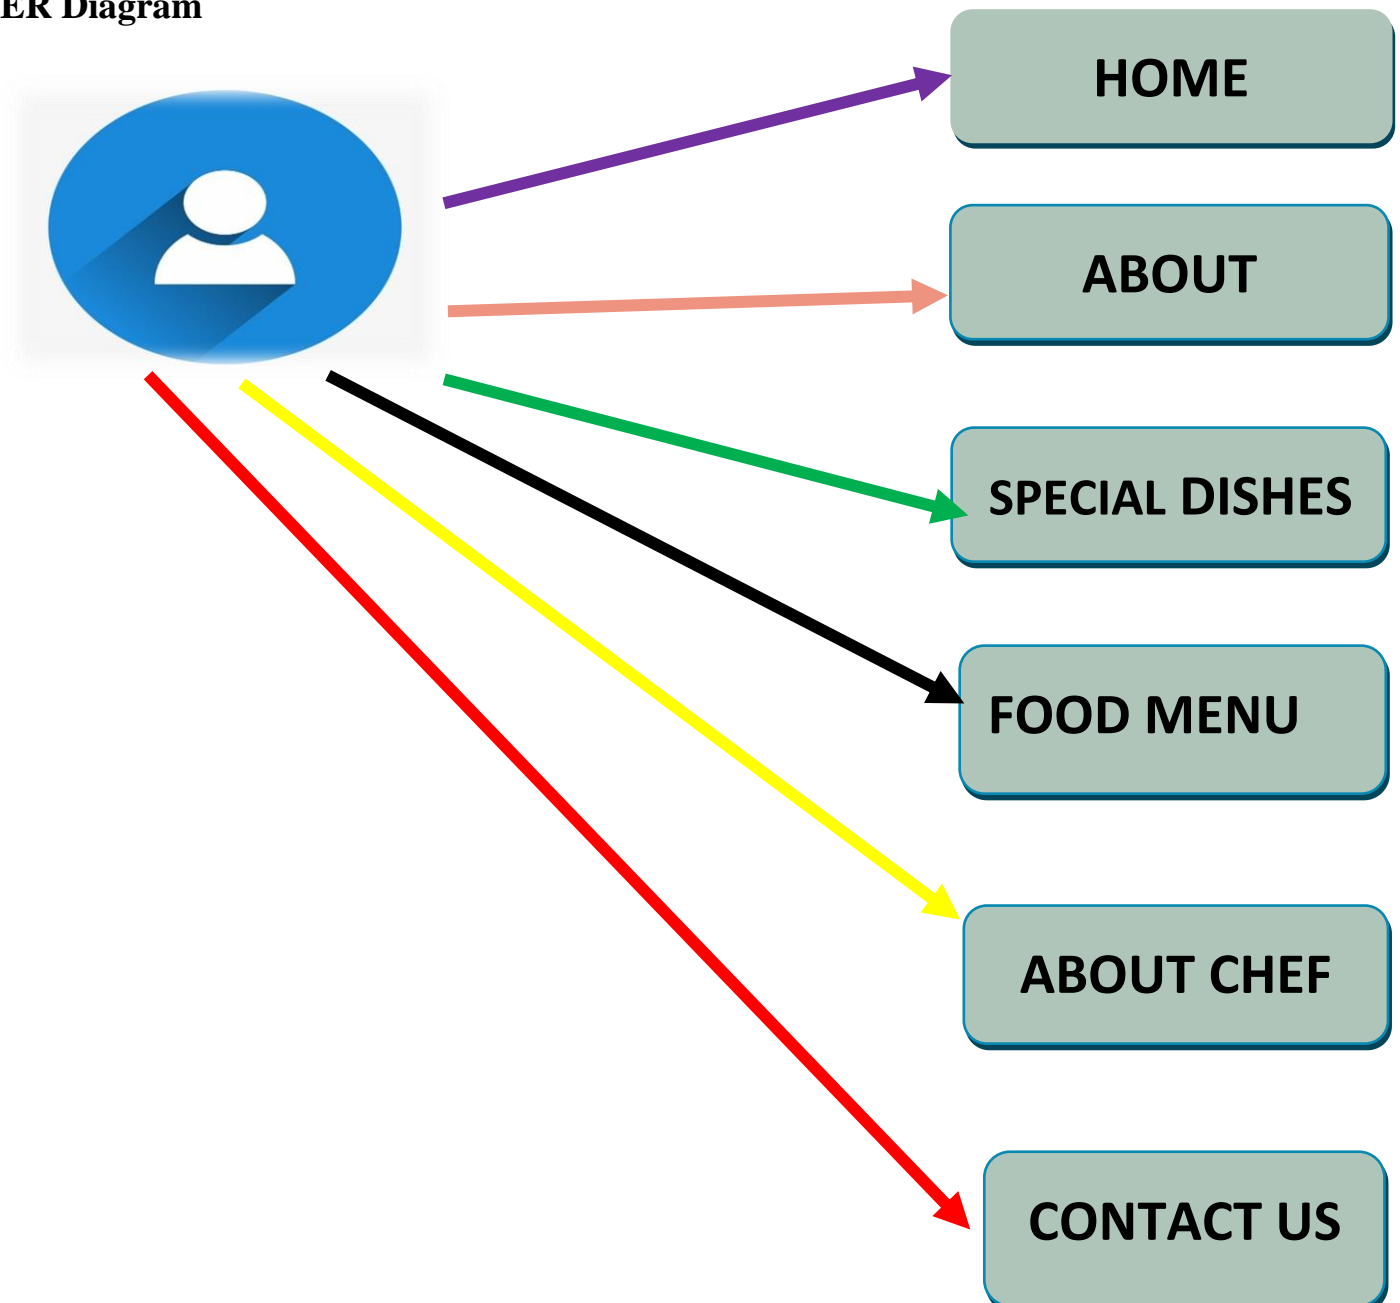 ER Diagram
HOME
ABOUT
SPECIAL DISHES
FOOD MENU
ABOUT CHEF
CONTACT US